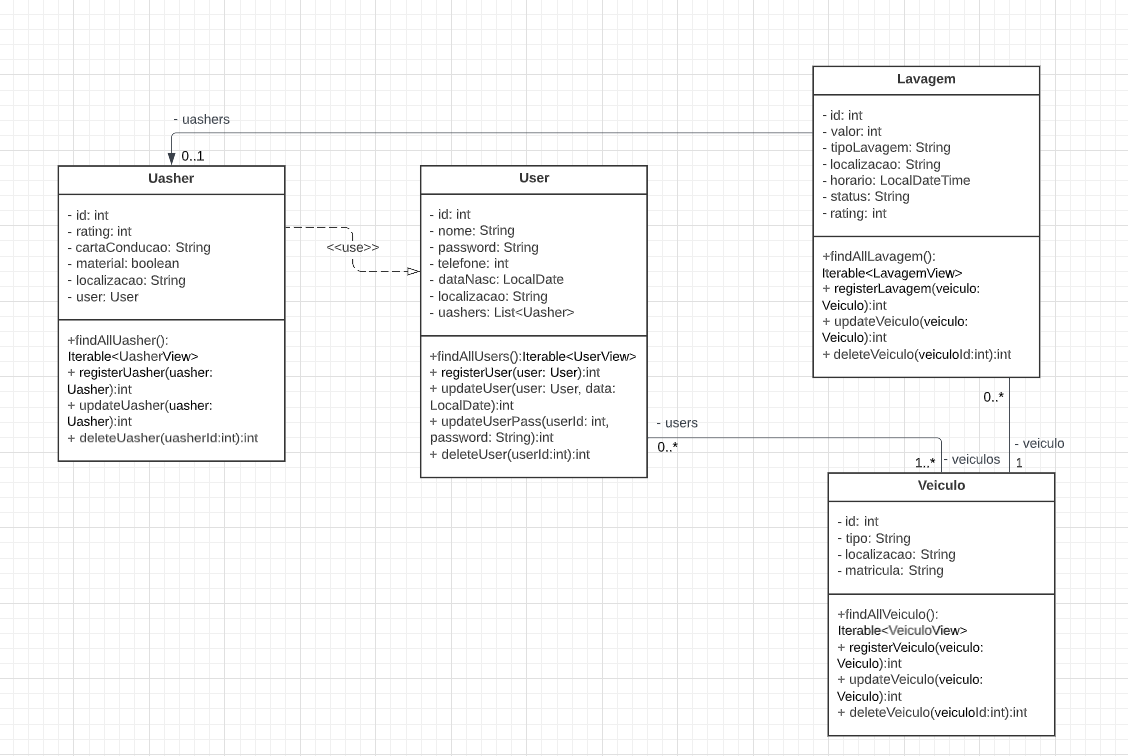 - uashers
0..1
Uasher
- id: int
- rating: int
- cartaConducao: String
- material: boolean
- localizacao: String
- user: User
+findAllUasher():
Iterable<UasherView>
+ registerUasher(uasher:
Uasher):int
+ updateUasher(uasher:
Uasher):int
+ deleteUasher(uasherId:int):int
<<use>>
User
- id: int
- nome: String
- password: String
- telefone: int
- dataNasc: LocalDate
- localizacao: String
- uashers: List<Uasher>
+findAllUsers():Iterable<UserView>
+ registerUser(user: User):int
+ updateUser(user: User, data:
LocalDate):int
+ updateUserPass(userId: int,
password: String):int
+ deleteUser(userId:int):int
Lavagem
- id: int
- valor: int
- tipoLavagem: String
- localizacao: String
- horario: LocalDateTime
- status: String
- rating: int
+findAllLavagem():
Iterable<LavagemView>
+ registerLavagem(veiculo:
Veiculo):int
+ updateVeiculo(veiculo:
Veiculo):int
+ deleteVeiculo(veiculoId:int):int
0..*
- veiculo
1
- users
0..*
1..*
- veiculos
Veiculo
- id: int
- tipo: String
- localizacao: String
- matricula: String
+findAllVeiculo():
Iterable<VeiculoView>
+ registerVeiculo(veiculo:
Veiculo):int
+ updateVeiculo(veiculo:
Veiculo):int
+ deleteVeiculo(veiculoId:int):int